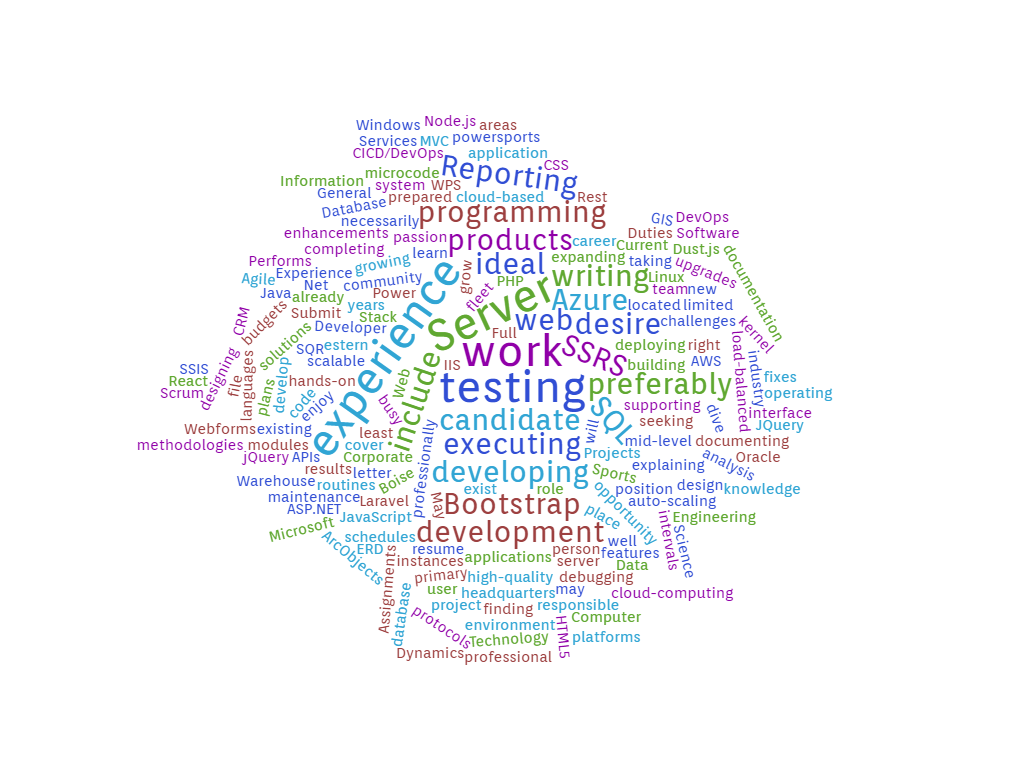 Windows Node.js areas
Services MVC powersports
CICD/DevOps application
microcode Reporting CSS
Information system WPS
General prepared cloud-based Rest
Database programming
necessarily GIS DevOps
enhancements passion products career Current Duties Software
completing learn ideal expanding Dust.js
Performs growing taking upgrades documentation
Agile Experience community experience grow PHP writing Linux
Net fleet team new
Java already Power Server Azure located limited
budgets Submit years
CRM Stack web desire challenges kernel
solutions Developer Full
SQR estern work SSRS deploying right load-balanced
designing scalable include IIS building AWS industry
SSIS file languages
React plans develop hands-on Web testing preferably fixes
Scrum code enjoy busy operating
candidate SQL supporting dive interface
Webforms existing least will seeking JQuery
methodologies modules cover executing mid-level documenting
jQuery APIs Corporate professionally Projects analysis Oracle
results letter developing Sports explaining
Warehouse routines Boise exist role opportunity position design knowledge
maintenance Laravel May Bootstrap place auto-scaling
ASP.NET JavaScript intervals Engineering
Microsoft schedules development well Science
ArcObjects ERD resume person features
Assignments instances applications server Data
primary high-quality debugging
database user headquarters may cloud-computing
project finding responsible
protocols environment HTML5 Computer
Technology platforms
Dynamics professional